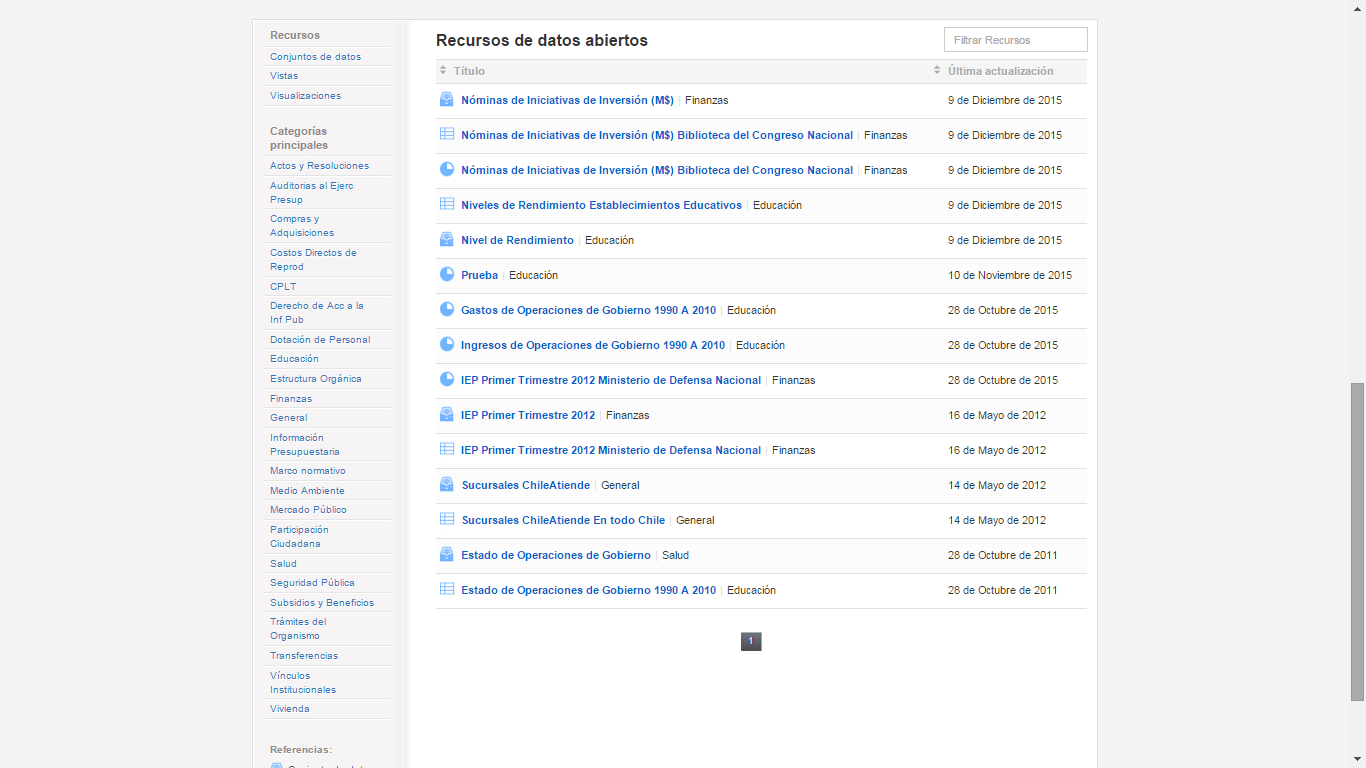 Recursos
Conjuntos de datos
Vistas
Visualizaciones
Categorías
principales
Actos y Resoluciones
Auditorias al Ejerc
Presup
Compras y
Adquisiciones
Costos Directos de
Reprod
CPLT
Derecho de Acc a la
Inf Pub
Dotación de Personal
Educación
Estructura Orgánica
Finanzas
General
Información
Presupuestaria
Marco normativo
Medio Ambiente
Mercado Público
Participación
Ciudadana
Salud
Seguridad Pública
Subsidios y Beneficios
Trámites del
Organismo
Transferencias
Vínculos
Institucionales
Vivienda
Referencias:
Recursos de datos abiertos
Filtrar Recursos
Título Última actualización
Nóminas de Iniciativas de Inversión (M$) | Finanzas 9 de Diciembre de 2015
Nóminas de Iniciativas de Inversión (M$) Biblioteca del Congreso Nacional | Finanzas 9 de Diciembre de 2015
Nóminas de Iniciativas de Inversión (M$) Biblioteca del Congreso Nacional | Finanzas 9 de Diciembre de 2015
Niveles de Rendimiento Establecimientos Educativos | Educación 9 de Diciembre de 2015
Nivel de Rendimiento | Educación 9 de Diciembre de 2015
Prueba | Educación 10 de Noviembre de 2015
Gastos de Operaciones de Gobierno 1990 A 2010 | Educación 28 de Octubre de 2015
Ingresos de Operaciones de Gobierno 1990 A 2010 | Educación 28 de Octubre de 2015
IEP Primer Trimestre 2012 Ministerio de Defensa Nacional | Finanzas 28 de Octubre de 2015
IEP Primer Trimestre 2012 | Finanzas 16 de Mayo de 2012
IEP Primer Trimestre 2012 Ministerio de Defensa Nacional | Finanzas 16 de Mayo de 2012
Sucursales ChileAtiende | General 14 de Mayo de 2012
Sucursales ChileAtiende En todo Chile | General 14 de Mayo de 2012
Estado de Operaciones de Gobierno | Salud 28 de Octubre de 2011
Estado de Operaciones de Gobierno 1990 A 2010 | Educación 28 de Octubre de 2011
1